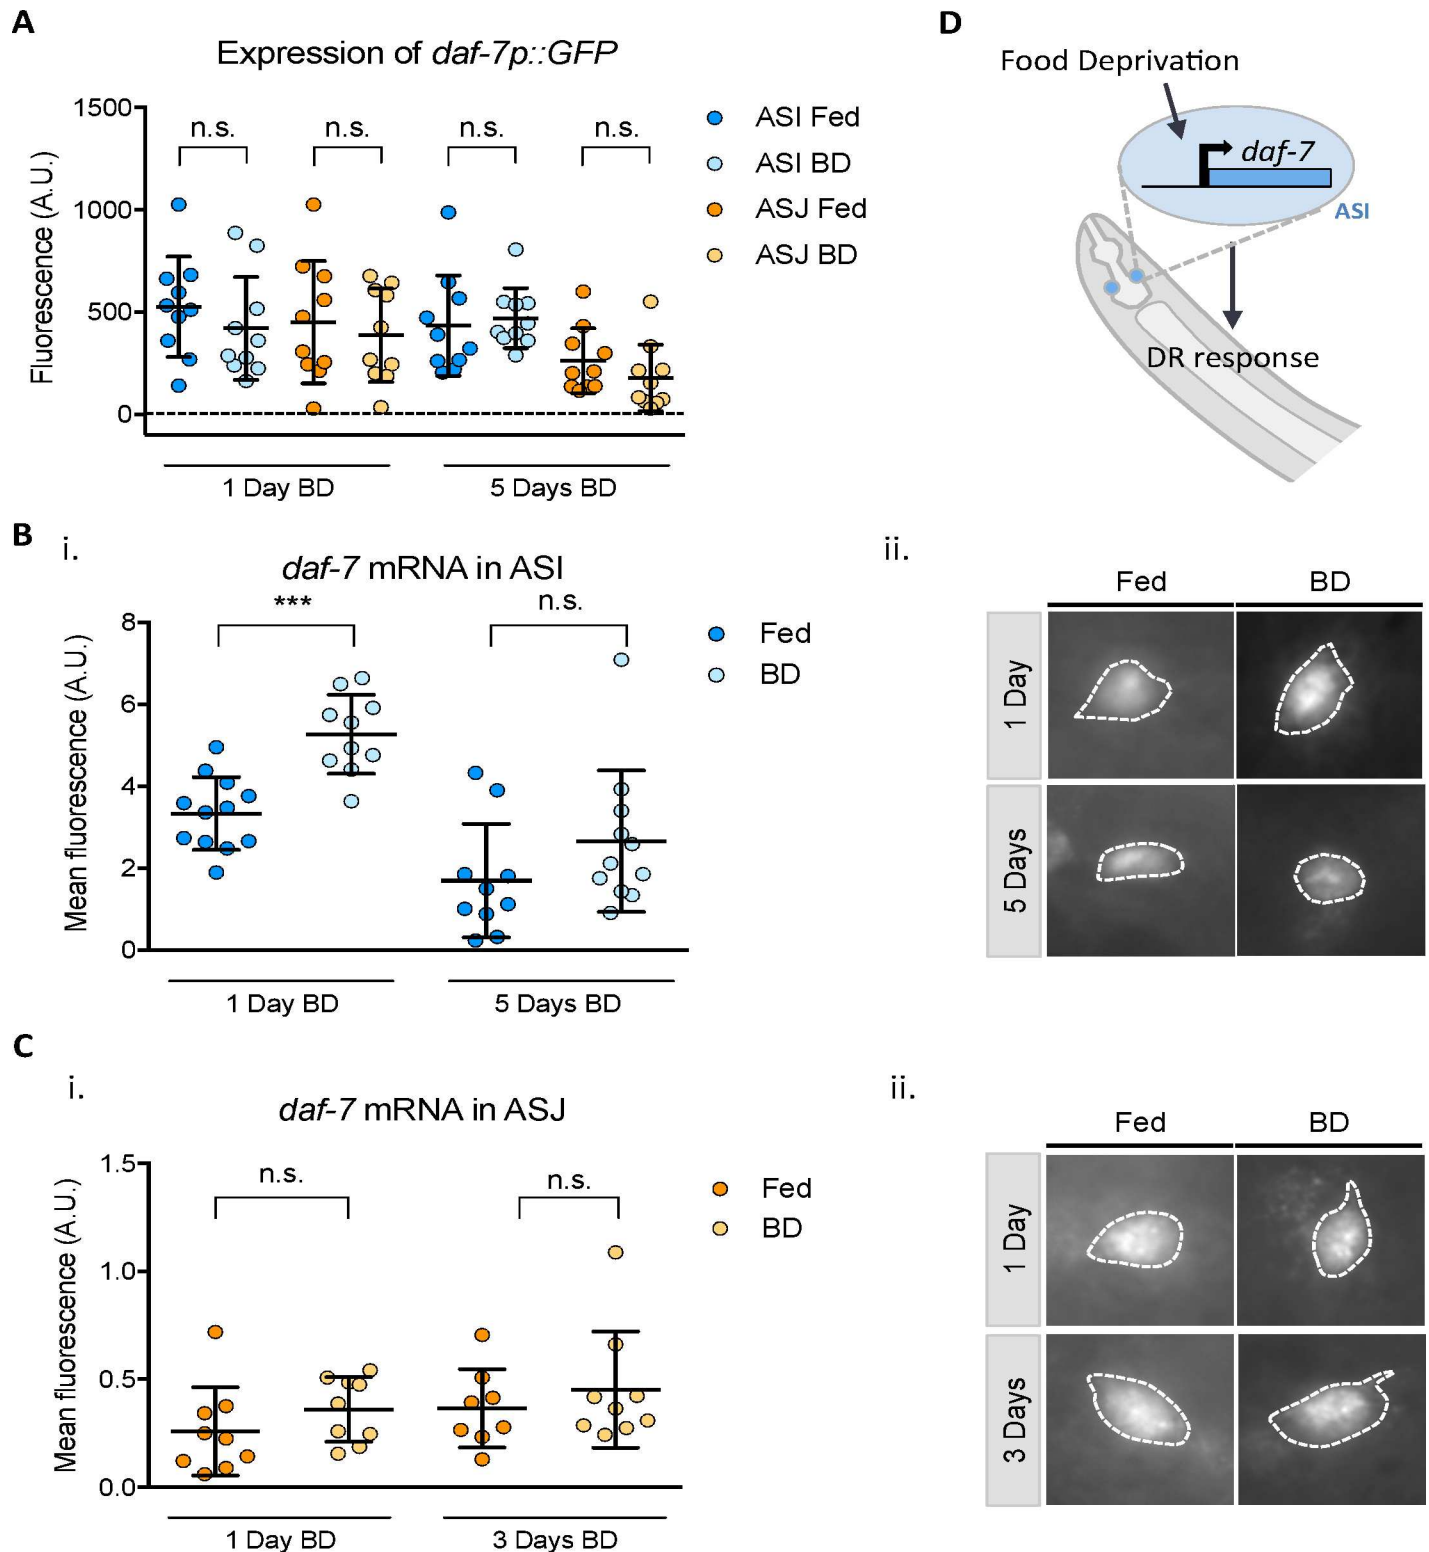 A
Expression of daf-7p::GFP
Fluorescence (A.U.)
1500
1000
500
0
n.s.
n.s.
n.s.
n.s.
ASI Fed
ASI BD
ASJ Fed
ASJ BD
1 Day BD
5 Days BD
D
Food Deprivation
daf-7
ASI
DR response
B
i.
daf-7 mRNA in ASI
***
n.s.
Mean fluorescence (A.U.)
8
6
4
2
0
Fed
BD
1 Day BD
5 Days BD
ii.
Fed
BD
1 Day
5 Days
C
i.
daf-7 mRNA in ASJ
n.s.
n.s.
Mean fluorescence (A.U.)
1.5
1.0
0.5
0.0
Fed
BD
1 Day BD
3 Days BD
ii.
Fed
BD
1 Day
3 Days